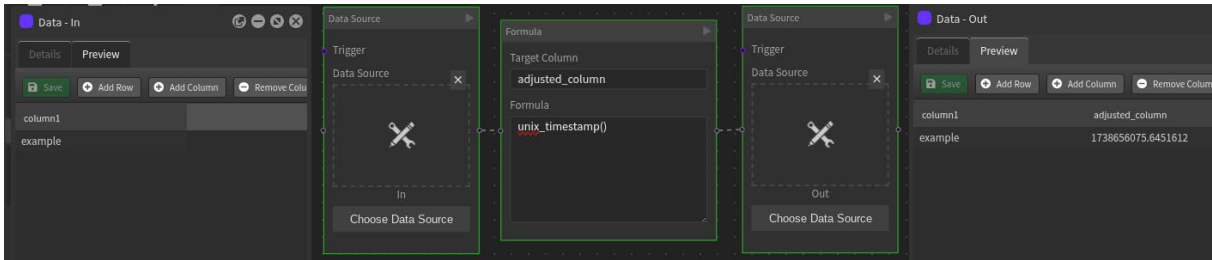 Data - In
Details
Preview
Save
Add Row
Add Column
Remove Colu
column1
example
Data Source
Trigger
Data Source
In
Choose Data Source
Formula
Target Column
adjusted_column
Formula
unix_timestamp()
Data Source
Trigger
Data Source
Out
Choose Data Source
Data - Out
Details
Preview
Save
Add Row
Add Column
Remove Colum
column1 adjusted_column
example 1738656075.6451612